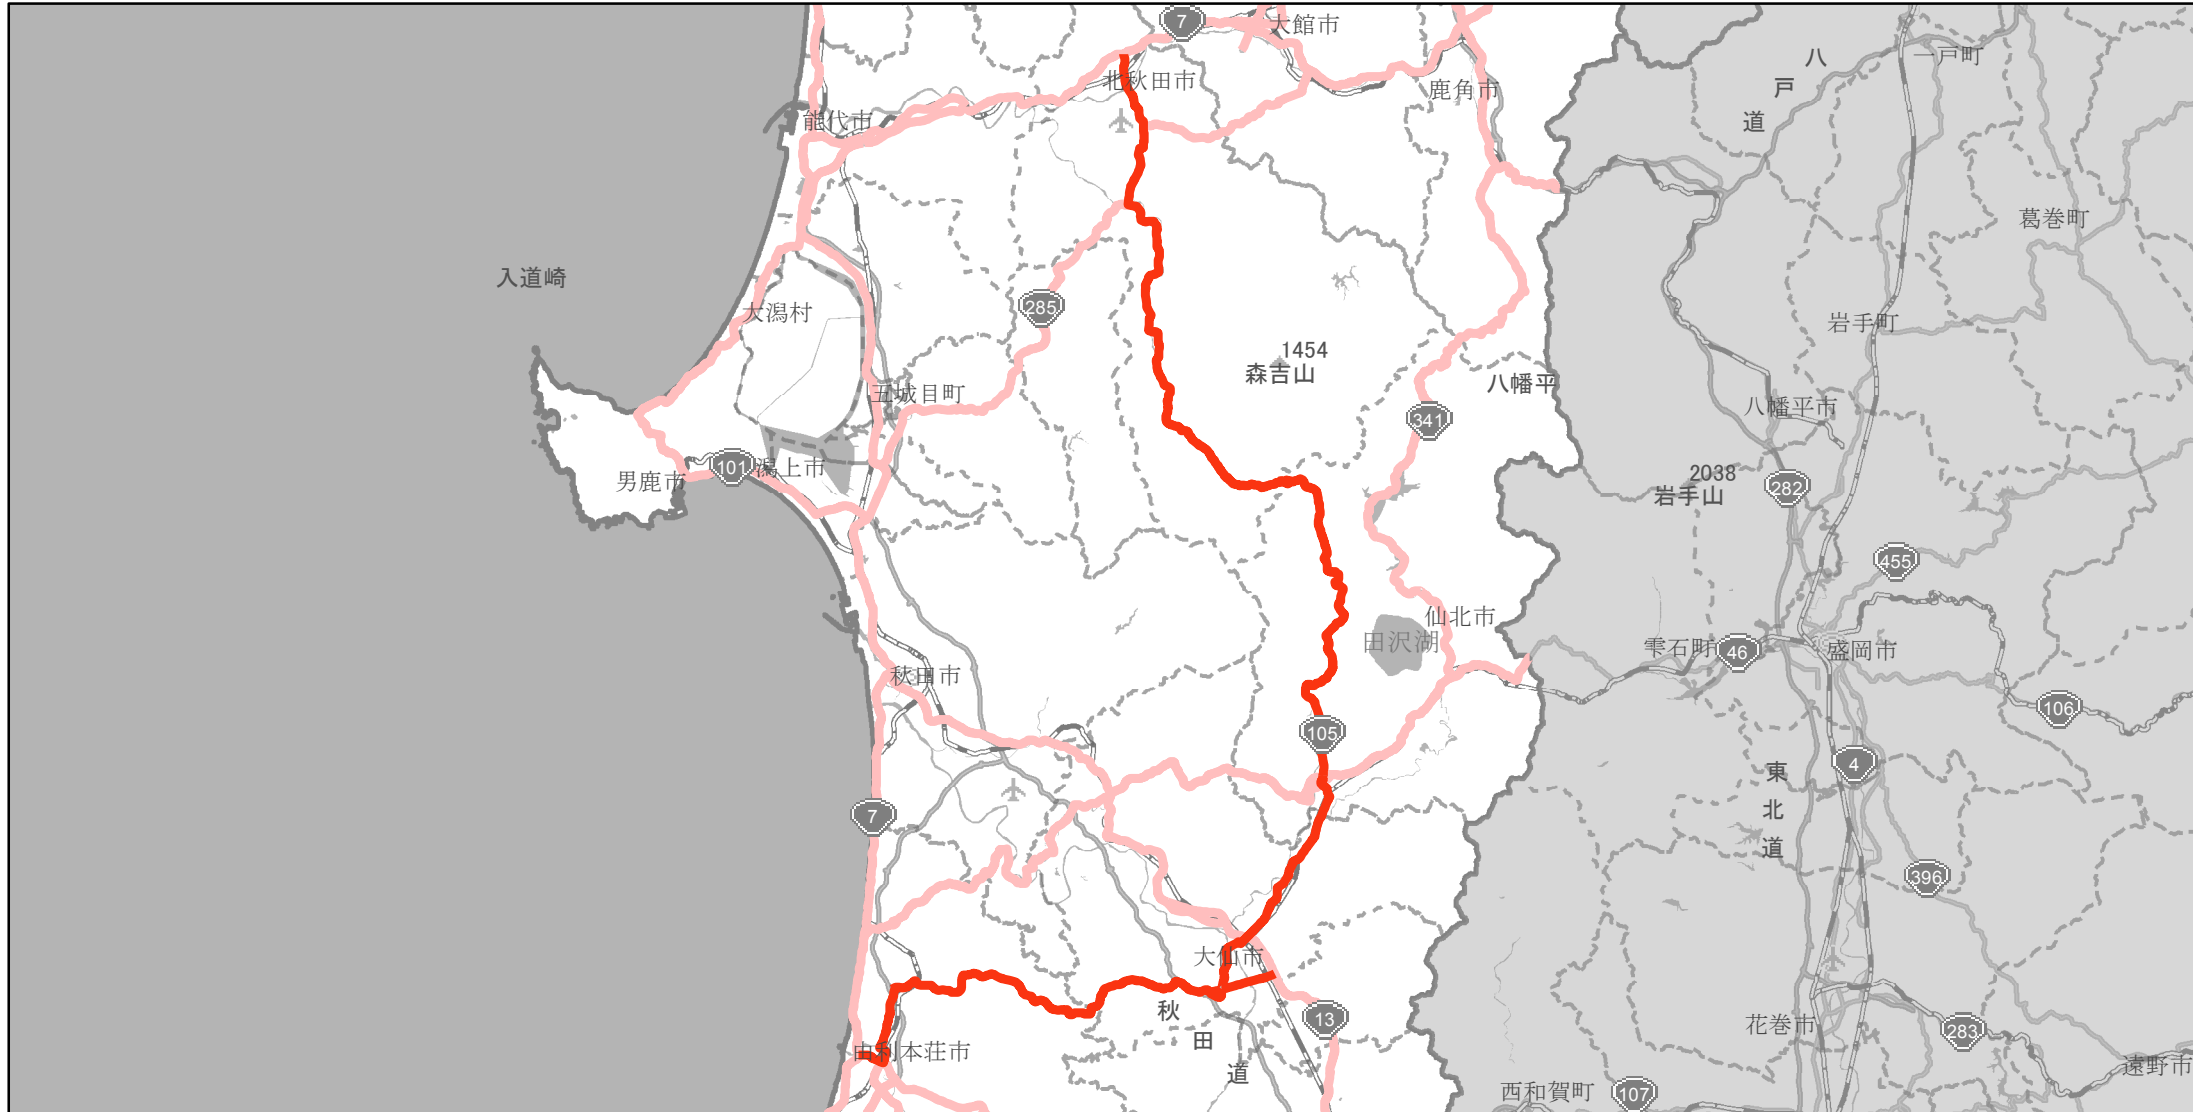 7
大館市
八
戸
道
一戸町
北秋田市
鹿角市
能代市
葛巻町
入道崎
285
大潟村
岩手町
1454
森吉山
八幡平
五城目町
341
八幡平市
101
潟上市
男鹿市
2038
岩手山
282
455
仙北市
田沢湖
雫石町
46
盛岡市
秋田市
106
105
7
4
東
北
道
396
大仙市
秋
田
道
13
花巻市
283
由利本荘市
遠野市
西和賀町
107